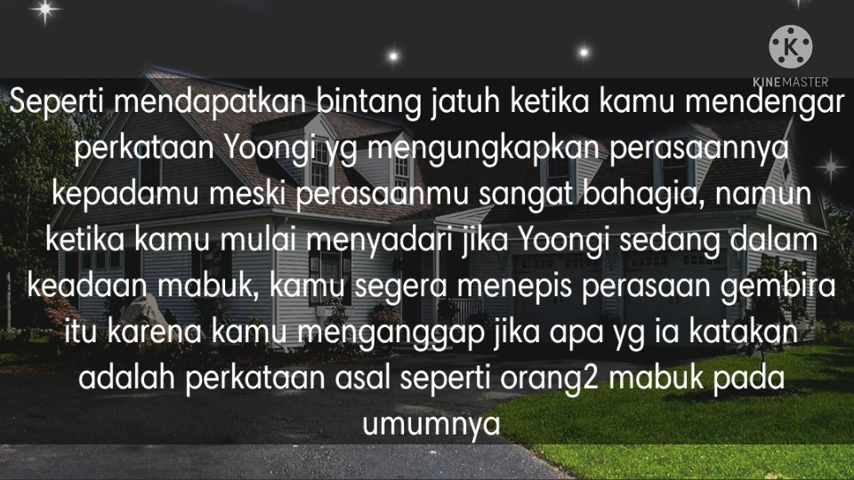 KINEMASTER
Seperti mendapatkan bintang jatuh ketika kamu mendengar
perkataan Yoongi yg mengungkapkan perasaannya
kepadamu meski perasaanmu sangat bahagia, namun
ketika kamu mulai menyadari jika Yoongi sedang dalam
keadaan mabuk, kamu segera menepis perasaan gembira
itu karena kamu menganggap jika apa yg ia katakan
adalah perkataan asal seperti orang2 mabuk pada
umumnya